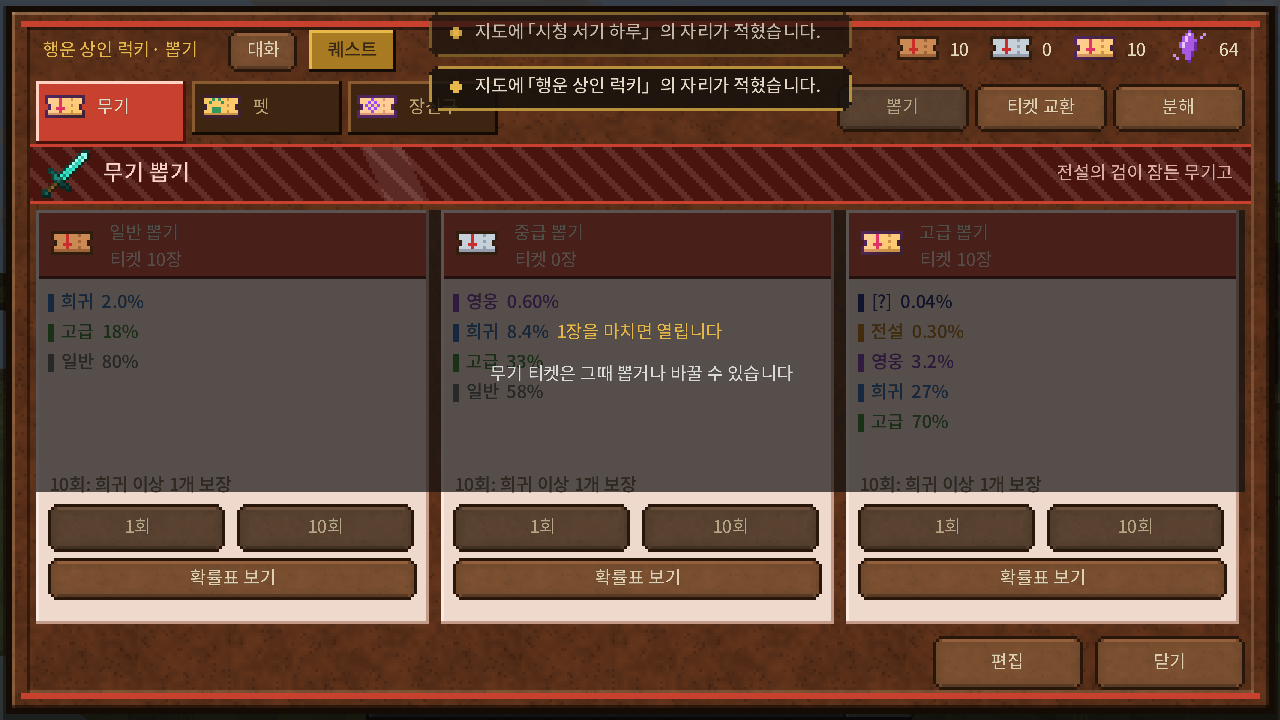 지도에「시청 서기 하루」의 자리가 적혔습니다.
행운 상인 럭키 · 뽑기
대화
퀘스트
10
0
10
64
지도에「행운 상인 럭키」의 자리가 적혔습니다.
무기
펫
장신구
뽑기
티켓 교환
분해
무기 뽑기
전설의 검이 잠든 무기고
일반 뽑기
티켓 10장
희귀 2.0%
고급 18%
일반 80%
10회: 희귀 이상 1개 보장
1회
10회
확률표 보기
중급 뽑기
티켓 0장
영웅 0.60%
희귀 8.4%
1장을 마치면 열립니다
고급 33%
무기 티켓은 그때 뽑거나 바꿀 수 있습니다
일반 58%
10회: 희귀 이상 1개 보장
1회
10회
확률표 보기
고급 뽑기
티켓 10장
[?] 0.04%
전설 0.30%
영웅 3.2%
희귀 27%
고급 70%
10회: 희귀 이상 1개 보장
1회
10회
확률표 보기
편집
닫기